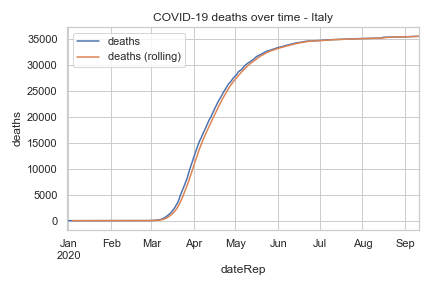 COVID-19 deaths over time - Italy
deaths
deaths (rolling)
deaths
35000
30000
25000
20000
15000
10000
5000
0
Jan Feb Mar Apr May Jun Jul Aug Sep
2020
dateRep